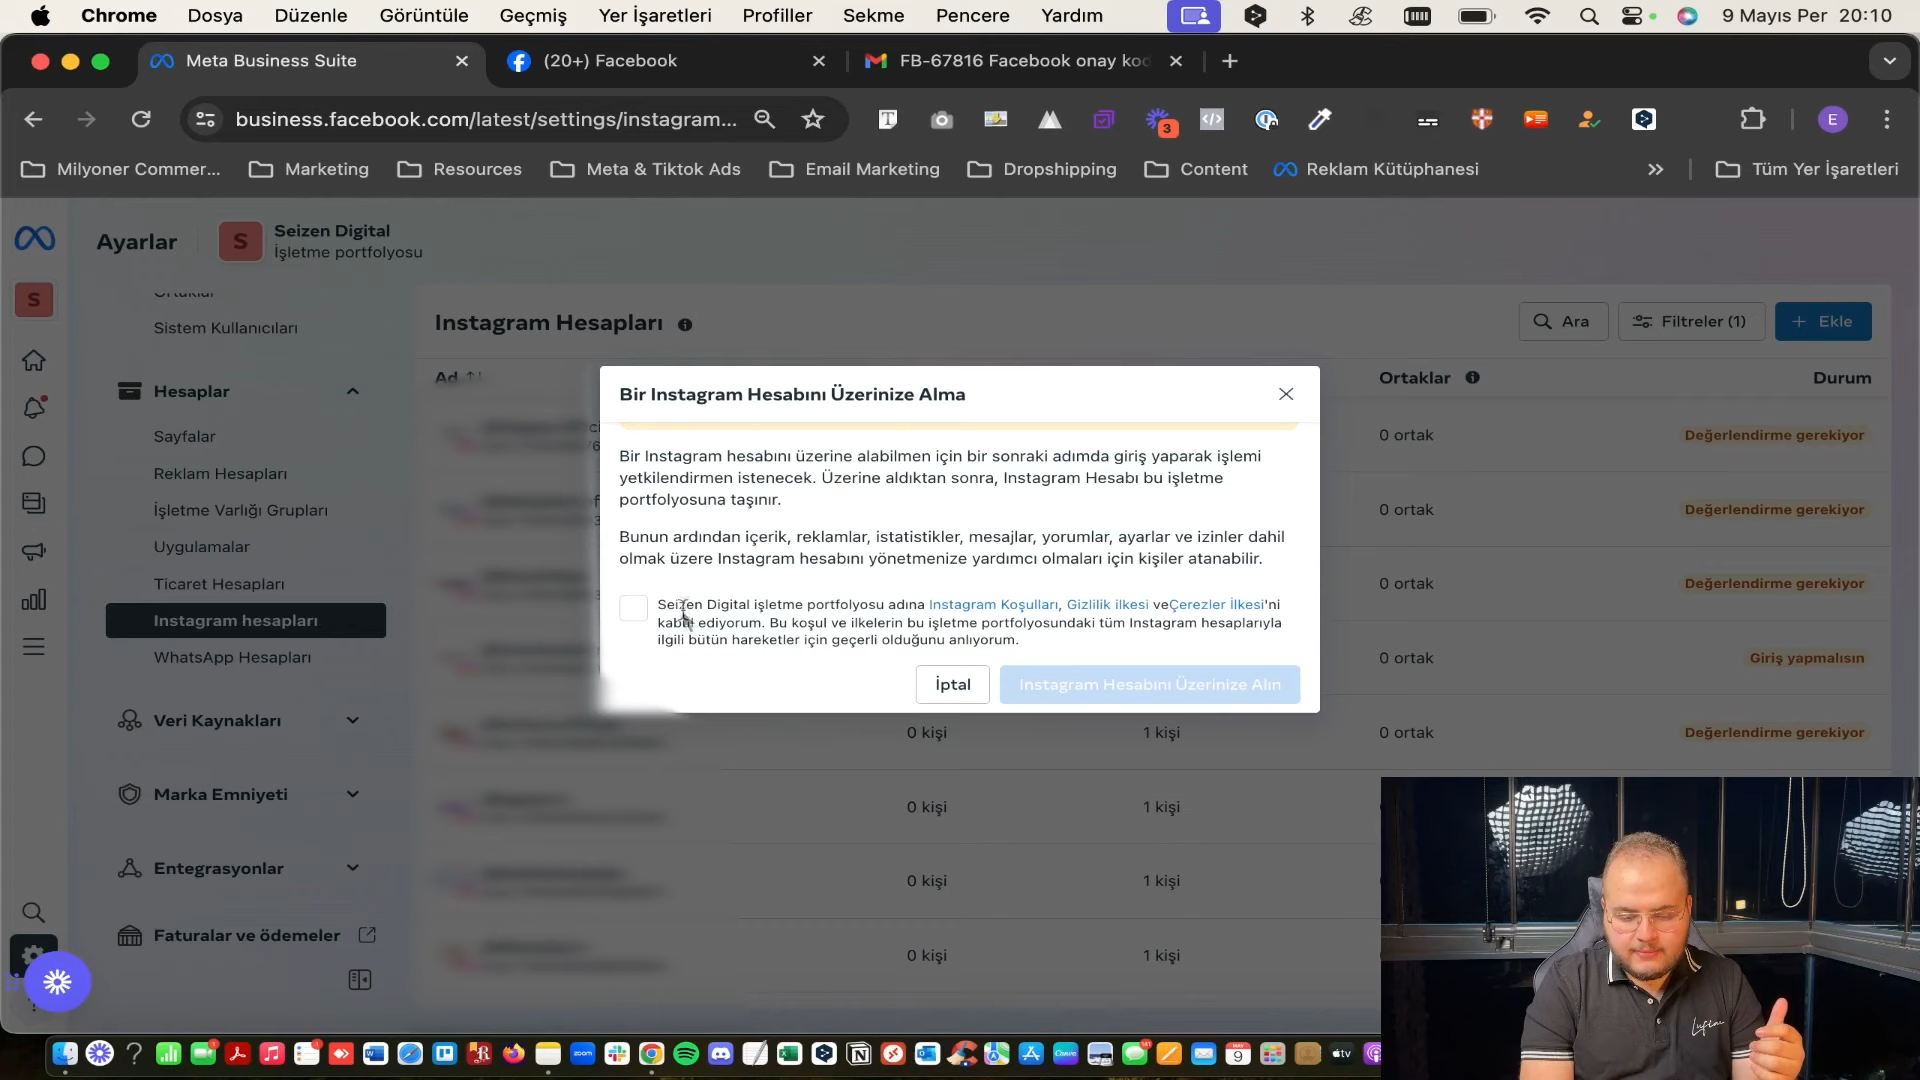 Chrome Dosya Düzenle Görüntüle Geçmiş Yer İşaretleri Profiller Sekme Pencere Yardım 9 Mayıs Per 20:10
Meta Business Suite
(20+) Facebook
FB-67816 Facebook onay kod
business.facebook.com/latest/settings/instagram...
3
E
Milyoner Commer...
Marketing
Resources
Meta & Tiktok Ads
Email Marketing
Dropshipping
Content
Reklam Kütüphanesi
Tüm Yer İşaretleri
Ayarlar
S
Seizen Digital
İşletme portfolyosu
S
Ortaklar
Sistem Kullanıcıları
Hesaplar
Sayfalar
Reklam Hesapları
İşletme Varlığı Grupları
Uygulamalar
Ticaret Hesapları
Instagram hesapları
WhatsApp Hesapları
Veri Kaynakları
Marka Emniyeti
Entegrasyonlar
Faturalar ve ödemeler
Instagram Hesapları
Ara
Filtreler (1)
+ Ekle
Ad
Ortaklar
Durum
0 ortak Değerlendirme gerekiyor
0 ortak Değerlendirme gerekiyor
0 ortak Değerlendirme gerekiyor
0 ortak Giriş yapmalısın
0 kişi 1 kişi 0 ortak Değerlendirme gerekiyor
0 kişi 1 kişi
0 kişi 1 kişi
0 kişi 1 kişi
Bir Instagram Hesabını Üzerinize Alma
Bir Instagram hesabını üzerine alabilmen için bir sonraki adımda giriş yaparak işlemi
yetkilendirmen istenecek. Üzerine aldıktan sonra, Instagram Hesabı bu işletme
portfolyosuna taşınır.
Bunun ardından içerik, reklamlar, istatistikler, mesajlar, yorumlar, ayarlar ve izinler dahil
olmak üzere Instagram hesabını yönetmenize yardımcı olmaları için kişiler atanabilir.
Seizen Digital işletme portfolyosu adına Instagram Koşulları, Gizlilik ilkesi veÇerezler İlkesi'ni
kabul ediyorum. Bu koşul ve ilkelerin bu işletme portfolyosundaki tüm Instagram hesaplarıyla
ilgili bütün hareketler için geçerli olduğunu anlıyorum.
İptal
Instagram Hesabını Üzerinize Alın
Lufian
zoom
Canva
9
tv